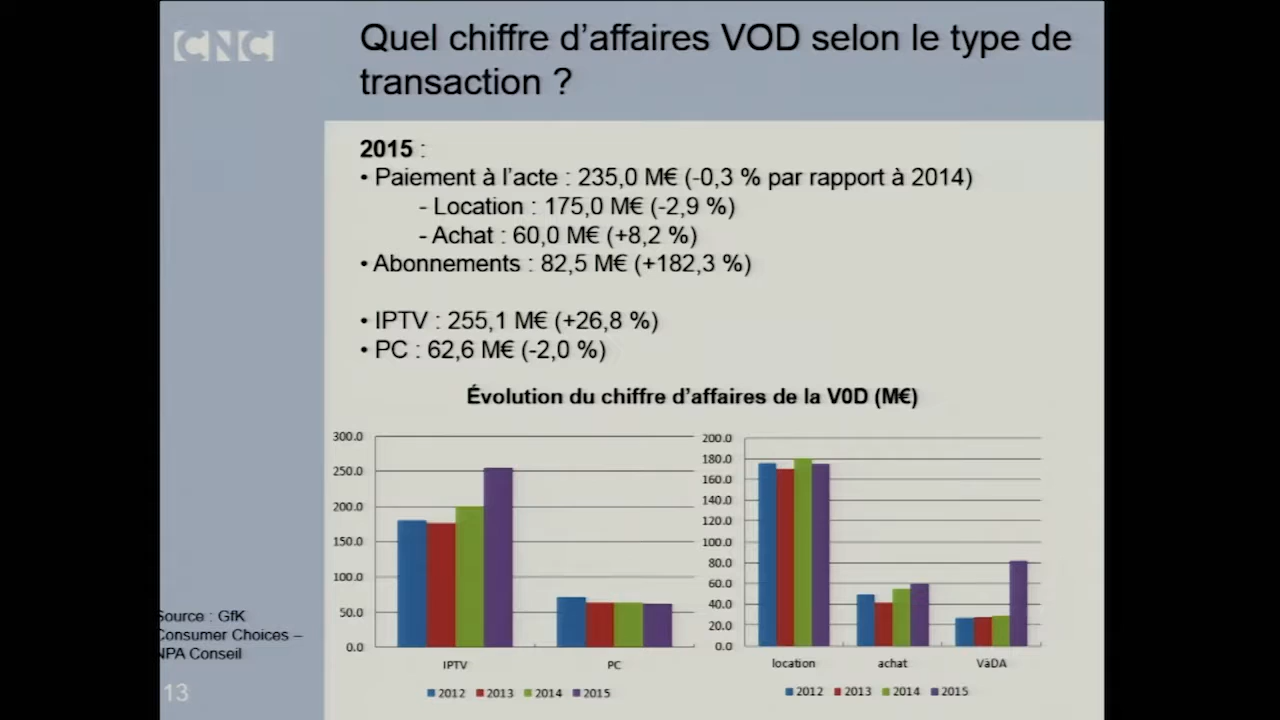 CNC
Quel chiffre d'affaires VOD selon le type de
transaction ?
2015 :
• Paiement à l'acte : 235,0 M€ (-0,3 % par rapport à 2014)
- Location : 175,0 M€ (-2,9 %)
- Achat : 60,0 M€ (+8,2 %)
• Abonnements : 82,5 M€ (+182,3 %)
• IPTV : 255,1 M€ (+26,8 %)
• PC : 62,6 M€ (-2,0 %)
Évolution du chiffre d'affaires de la V0D (M€)
300.0
250.0
200.0
150.0
100.0
50.0
0.0
IPTV PC
2012 2013 2014 2015
200.0
180.0
160.0
140.0
120.0
100.0
80.0
60.0
40.0
20.0
0.0
location achat VàDA
2012 2013 2014 2015
Source : GfK
Consumer Choices –
NPA Conseil
13